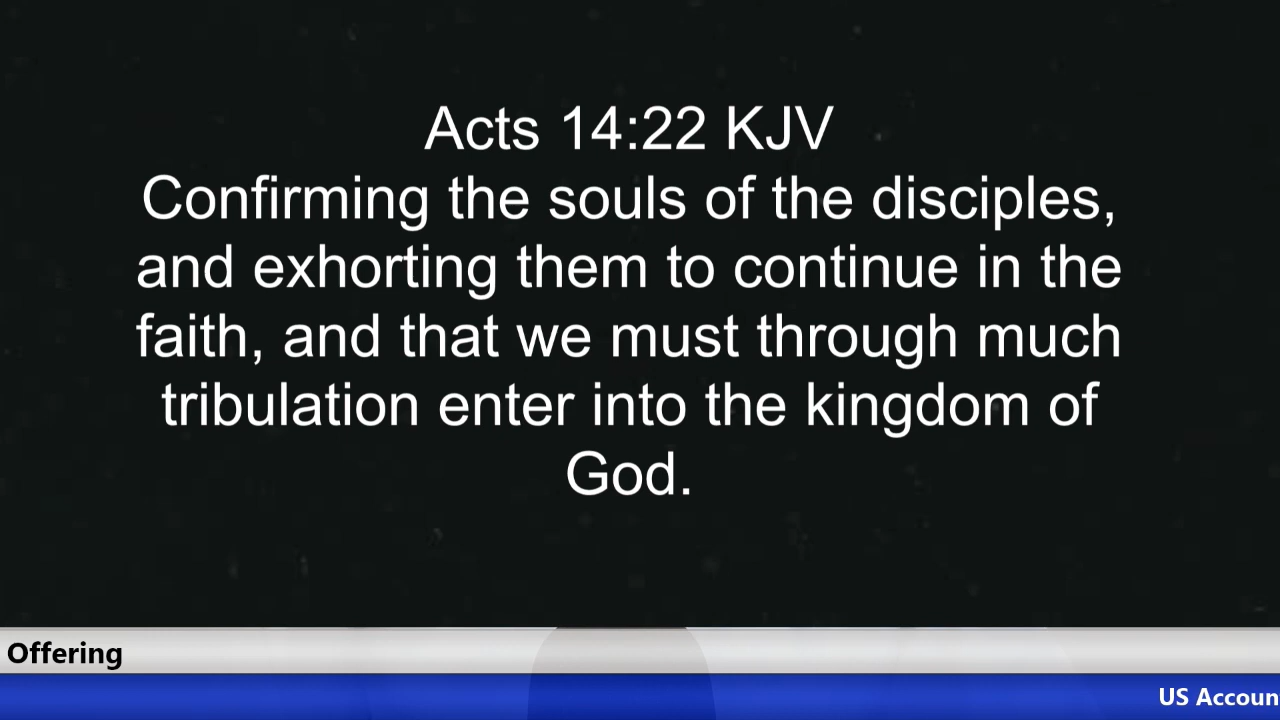 Acts 14:22 KJV
Confirming the souls of the disciples,
and exhorting them to continue in the
faith, and that we must through much
tribulation enter into the kingdom of
God.
Offering
US Accoun